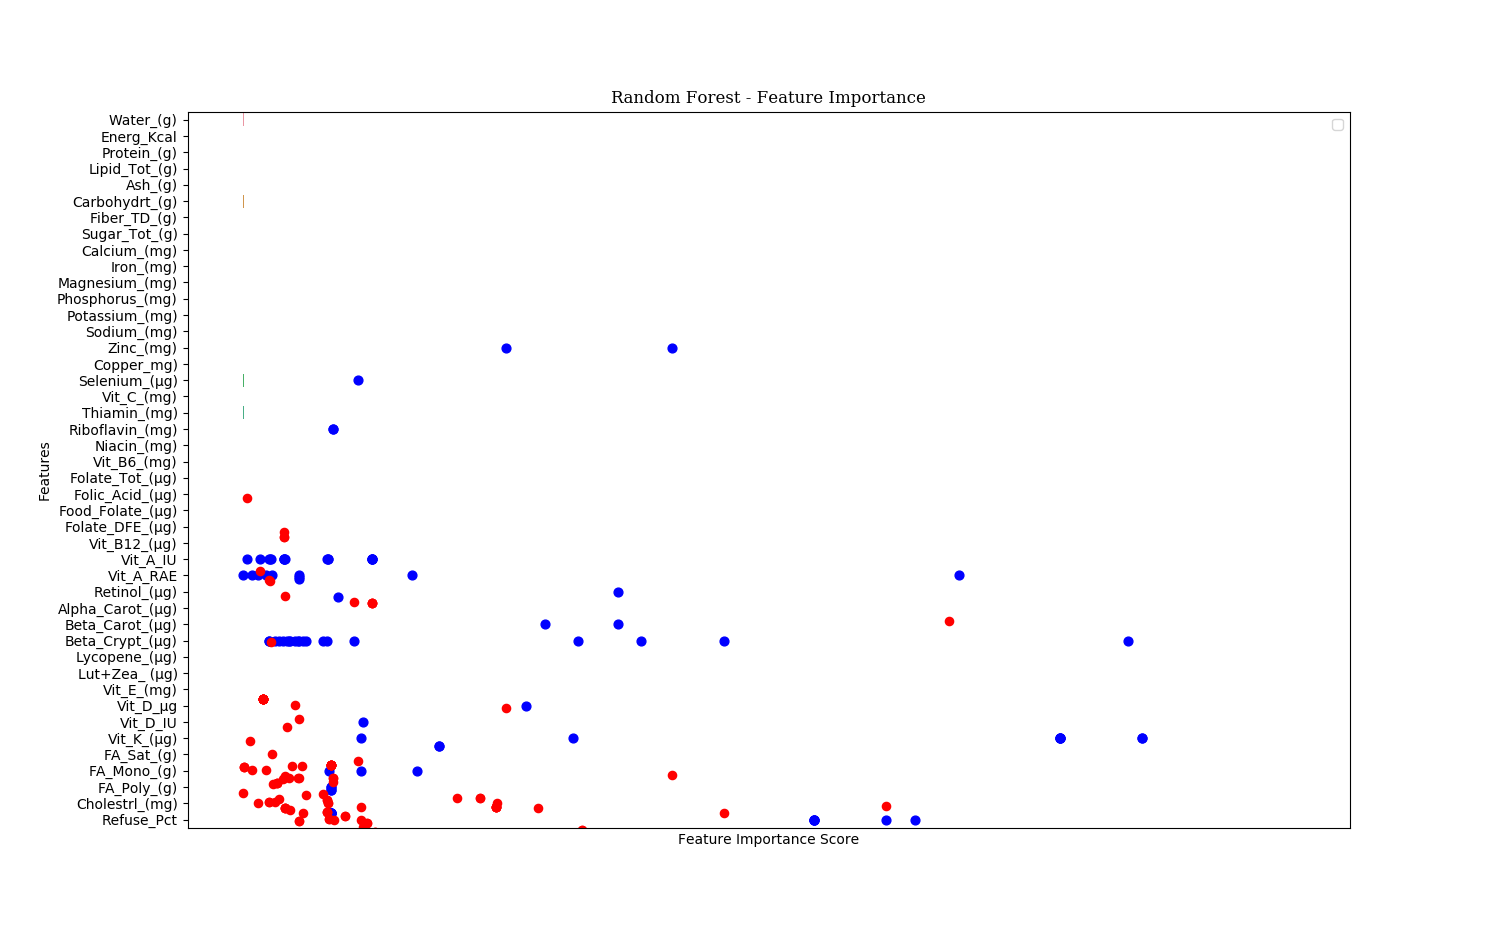 Random Forest - Feature Importance
Water_(g)
Energ_Kcal
Protein_(g)
Lipid_Tot_(g)
Ash_(g)
Carbohydrt_(g)
Fiber_TD_(g)
Sugar_Tot_(g)
Calcium_(mg)
Iron_(mg)
Magnesium_(mg)
Phosphorus_(mg)
Potassium_(mg)
Sodium_(mg)
Zinc_(mg)
Copper_mg)
Selenium_(µg)
Vit_C_(mg)
Thiamin_(mg)
Riboflavin_(mg)
Niacin_(mg)
Vit_B6_(mg)
Folate_Tot_(µg)
Folic_Acid_(µg)
Food_Folate_(µg)
Folate_DFE_(µg)
Vit_B12_(µg)
Vit_A_IU
Vit_A_RAE
Retinol_(µg)
Alpha_Carot_(µg)
Beta_Carot_(µg)
Beta_Crypt_(µg)
Lycopene_(µg)
Lut+Zea_ (µg)
Vit_E_(mg)
Vit_D_µg
Vit_D_IU
Vit_K_(µg)
FA_Sat_(g)
FA_Mono_(g)
FA_Poly_(g)
Cholestrl_(mg)
Refuse_Pct
Features
Feature Importance Score